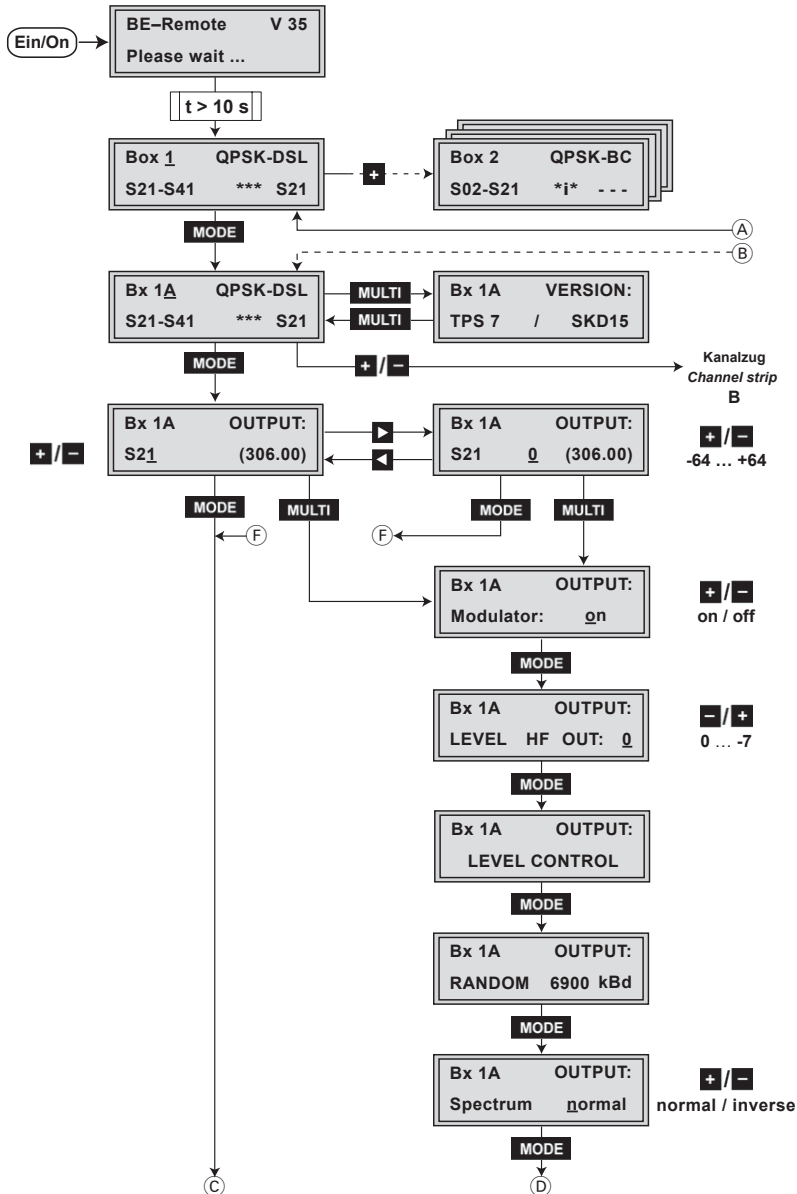 BE–Remote V 35
Ein/On
Please wait ...
t > 10 s
Box 1 QPSK-DSL
S21-S41 *** S21
+
Box 2 QPSK-BC
S02-S21 *i* - - -
A
MODE
B
Bx 1A QPSK-DSL
S21-S41 *** S21
MULTI
MULTI
Bx 1A VERSION:
TPS 7 / SKD15
MODE
+ / −
Kanalzug
Channel strip
B
Bx 1A OUTPUT:
S21 (306.00)
+ / −
▶
◀
Bx 1A OUTPUT:
S21 0 (306.00)
+ / −
-64 ... +64
MODE MULTI MODE MULTI
F F
Bx 1A OUTPUT:
Modulator: on
+ / −
on / off
MODE
Bx 1A OUTPUT:
LEVEL HF OUT: 0
− / +
0 ... -7
MODE
Bx 1A OUTPUT:
LEVEL CONTROL
MODE
Bx 1A OUTPUT:
RANDOM 6900 kBd
MODE
Bx 1A OUTPUT:
Spectrum normal
+ / −
normal / inverse
MODE
C D